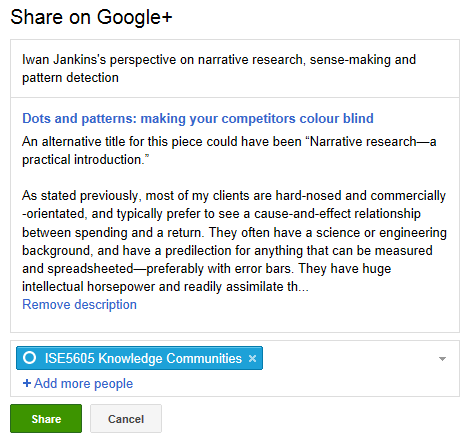 Share on Google+
Iwan Jankins's perspective on narrative research, sense-making and
pattern detection
Dots and patterns: making your competitors colour blind
An alternative title for this piece could have been “Narrative research—a
practical introduction.”
As stated previously, most of my clients are hard-nosed and commercially
-orientated, and typically prefer to see a cause-and-effect relationship
between spending and a return. They often have a science or engineering
background, and have a predilection for anything that can be measured
and spreadsheeted—preferably with error bars. They have huge
intellectual horsepower and readily assimilate th...
Remove description
ISE5605 Knowledge Communities ×
+ Add more people
Share Cancel